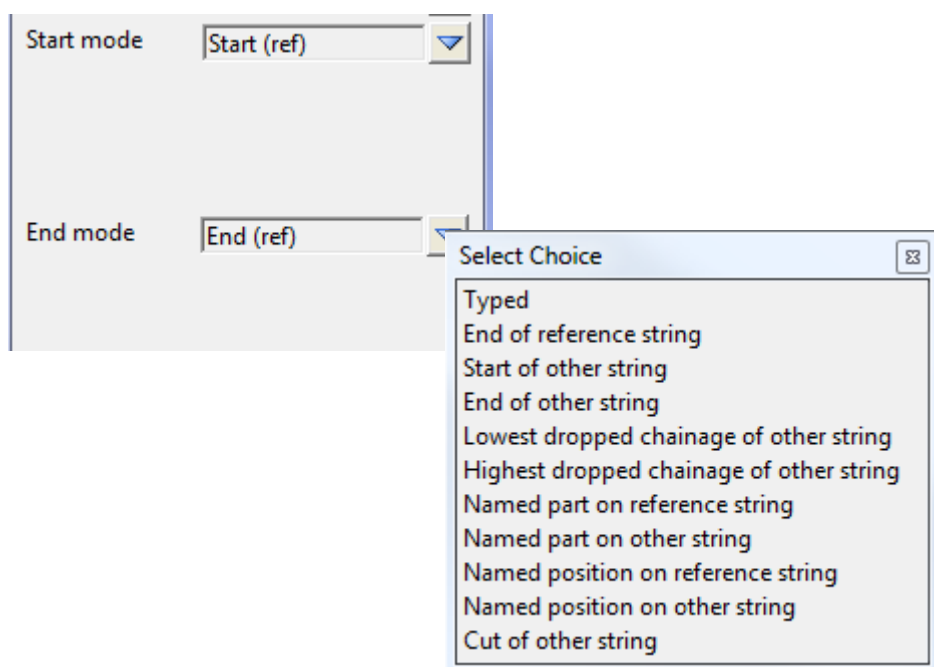 Start mode Start (ref)
End mode End (ref)
Select Choice
Typed
End of reference string
Start of other string
End of other string
Lowest dropped chainage of other string
Highest dropped chainage of other string
Named part on reference string
Named part on other string
Named position on reference string
Named position on other string
Cut of other string